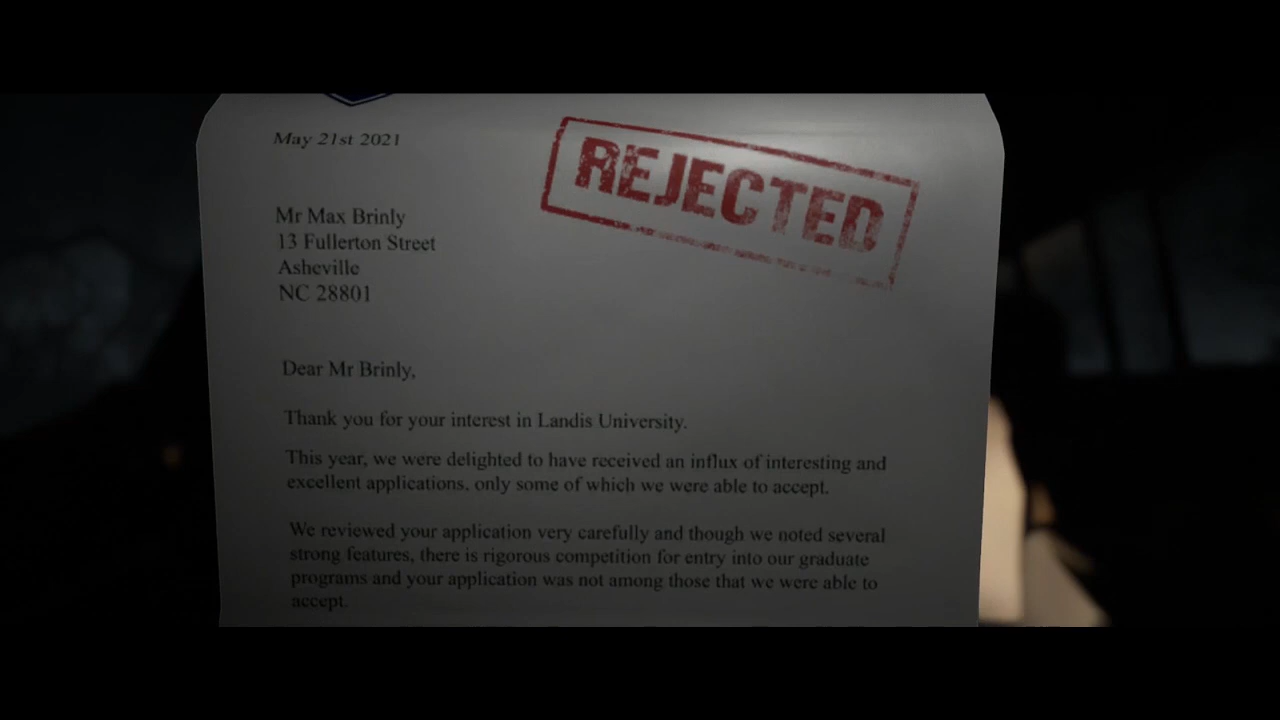 May 21st 2021
REJECTED
Mr Max Brinly
13 Fullerton Street
Asheville
NC 28801
Dear Mr Brinly,
Thank you for your interest in Landis University.
This year, we were delighted to have received an influx of interesting and
excellent applications, only some of which we were able to accept.
We reviewed your application very carefully and though we noted several
strong features, there is rigorous competition for entry into our graduate
programs and your application was not among those that we were able to
accept.